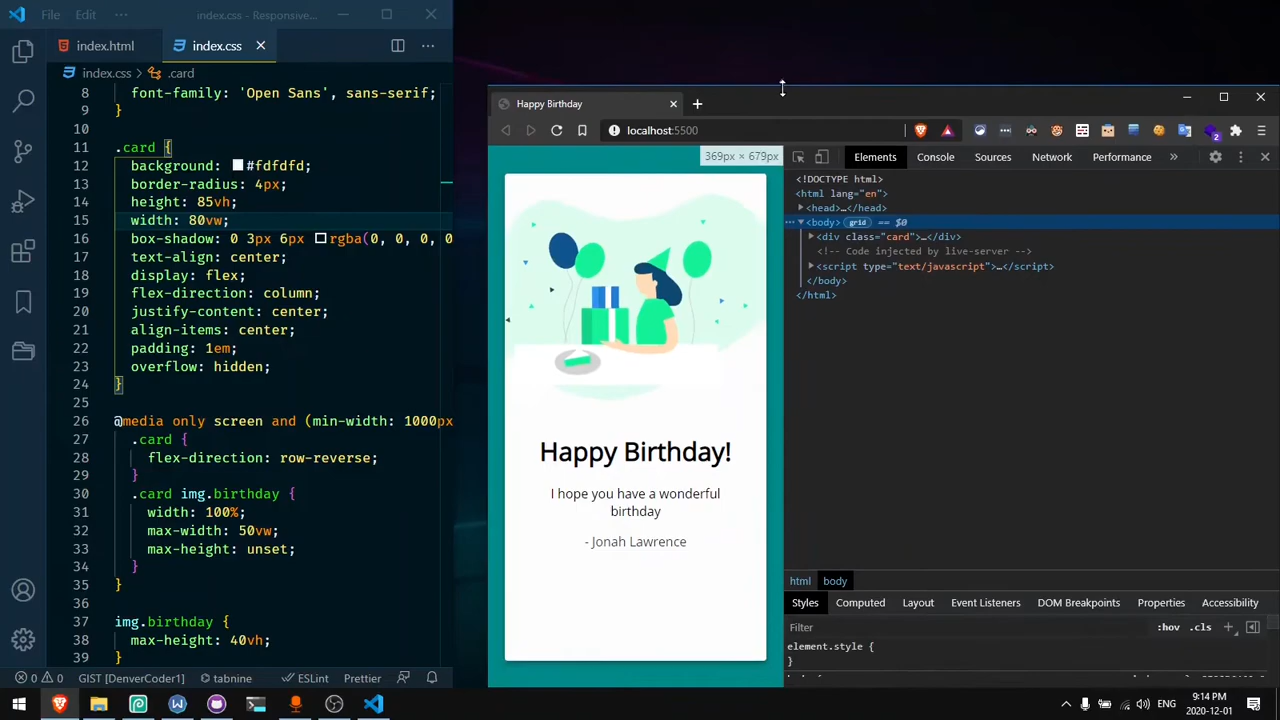 File Edit ··· index.css - Responsive...
index.html index.css
index.css > .card
8 font-family: 'Open Sans', sans-serif;
9 }
10
11 .card {
12 background: #fdfdfd;
13 border-radius: 4px;
14 height: 85vh;
15 width: 80vw;
16 box-shadow: 0 3px 6px rgba(0, 0, 0, 0
17 text-align: center;
18 display: flex;
19 flex-direction: column;
20 justify-content: center;
21 align-items: center;
22 padding: 1em;
23 overflow: hidden;
24 }
25
26 @media only screen and (min-width: 1000px
27 .card {
28 flex-direction: row-reverse;
29 }
30 .card img.birthday {
31 width: 100%;
32 max-width: 50vw;
33 max-height: unset;
34 }
35 }
36
37 img.birthday {
38 max-height: 40vh;
39 }
0 0 GIST [DenverCoder1] tabnine ESLint Prettier
Happy Birthday
localhost:5500
2
369px × 679px
Happy Birthday!
I hope you have a wonderful
birthday
- Jonah Lawrence
Elements Console Sources Network Performance »
<!DOCTYPE html>
<html lang="en">
<head>…</head>
<body> grid == $0
<div class="card">…</div>
<!-- Code injected by live-server -->
<script type="text/javascript">…</script>
</body>
</html>
html body
Styles Computed Layout Event Listeners DOM Breakpoints Properties Accessibility
Filter :hov .cls +
element.style {
}
ENG 9:14 PM
2020-12-01